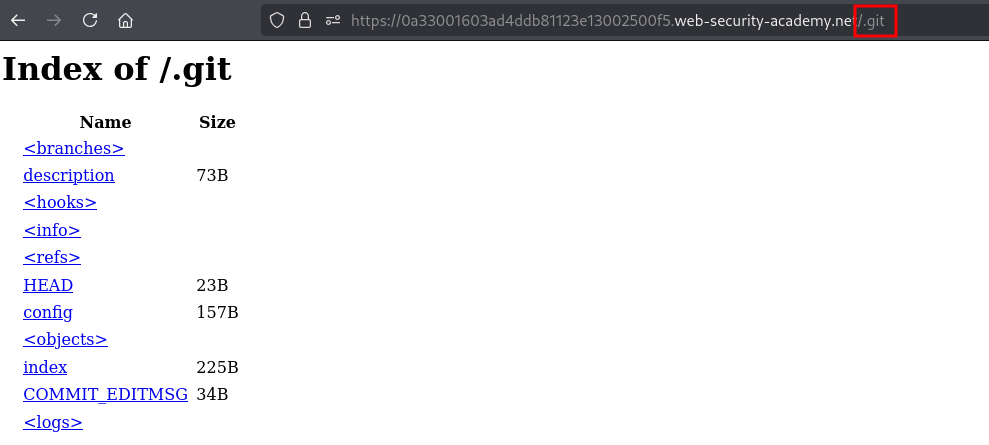 https://0a33001603ad4ddb81123e13002500f5.web-security-academy.net/.git
Index of /.git
Name Size
<branches>
description 73B
<hooks>
<info>
<refs>
HEAD 23B
config 157B
<objects>
index 225B
COMMIT_EDITMSG 34B
<logs>